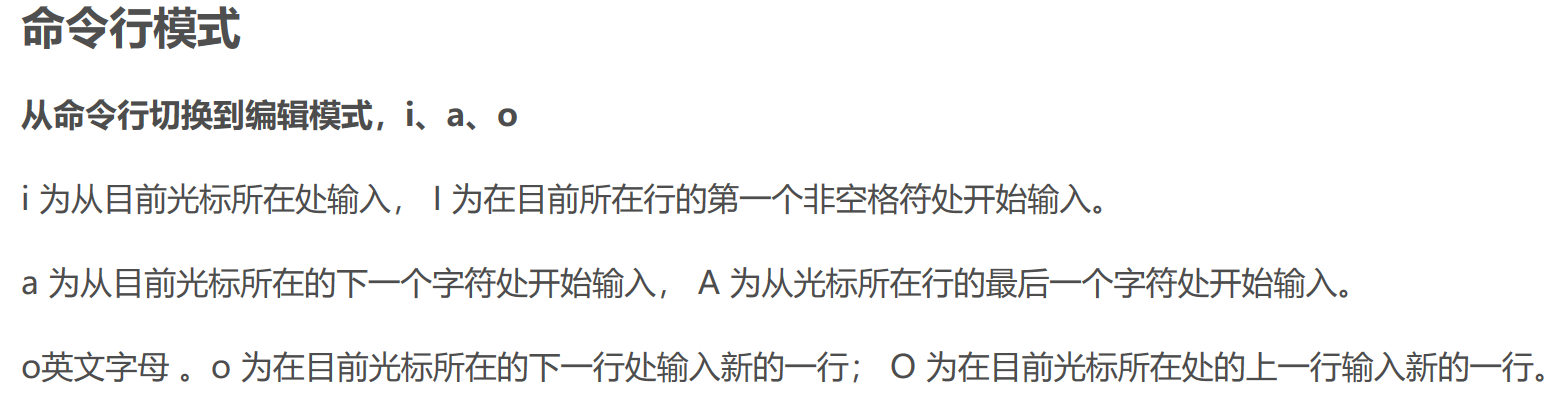 命令行模式
从命令行切换到编辑模式，i、a、o
i 为从目前光标所在处输入， I 为在目前所在行的第一个非空格符处开始输入。
a 为从目前光标所在的下一个字符处开始输入， A 为从光标所在行的最后一个字符处开始输入。
o英文字母 。o 为在目前光标所在的下一行处输入新的一行； O 为在目前光标所在处的上一行输入新的一行。